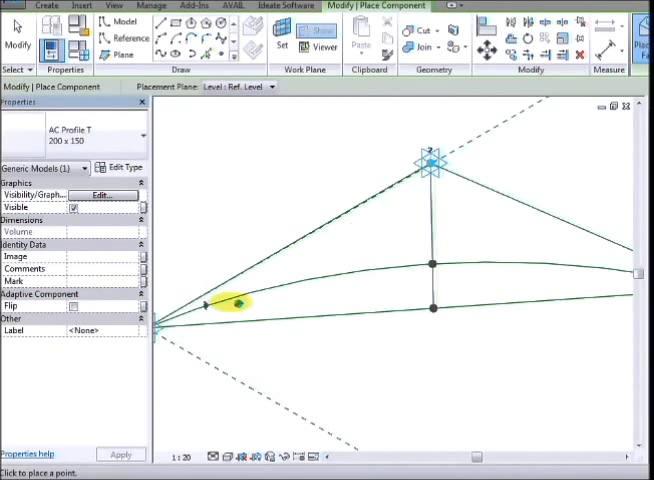 Create Insert View Manage Add-Ins AVAIL Ideate Software Modify | Place Component
Modify
Model
Reference
Plane
Set
Show
Viewer
Paste
Cut
Join
Select Properties Draw Work Plane Clipboard Geometry Modify Measure
Modify | Place Component Placement Plane: Level : Ref. Level
Properties
AC Profile T
200 x 150
Generic Models (1) Edit Type
Graphics
Visibility/Graph... Edit...
Visible
Dimensions
Volume
Identity Data
Image
Comments
Mark
Adaptive Component
Flip
Other
Label <None>
Properties help Apply
1 : 20
Click to place a point.